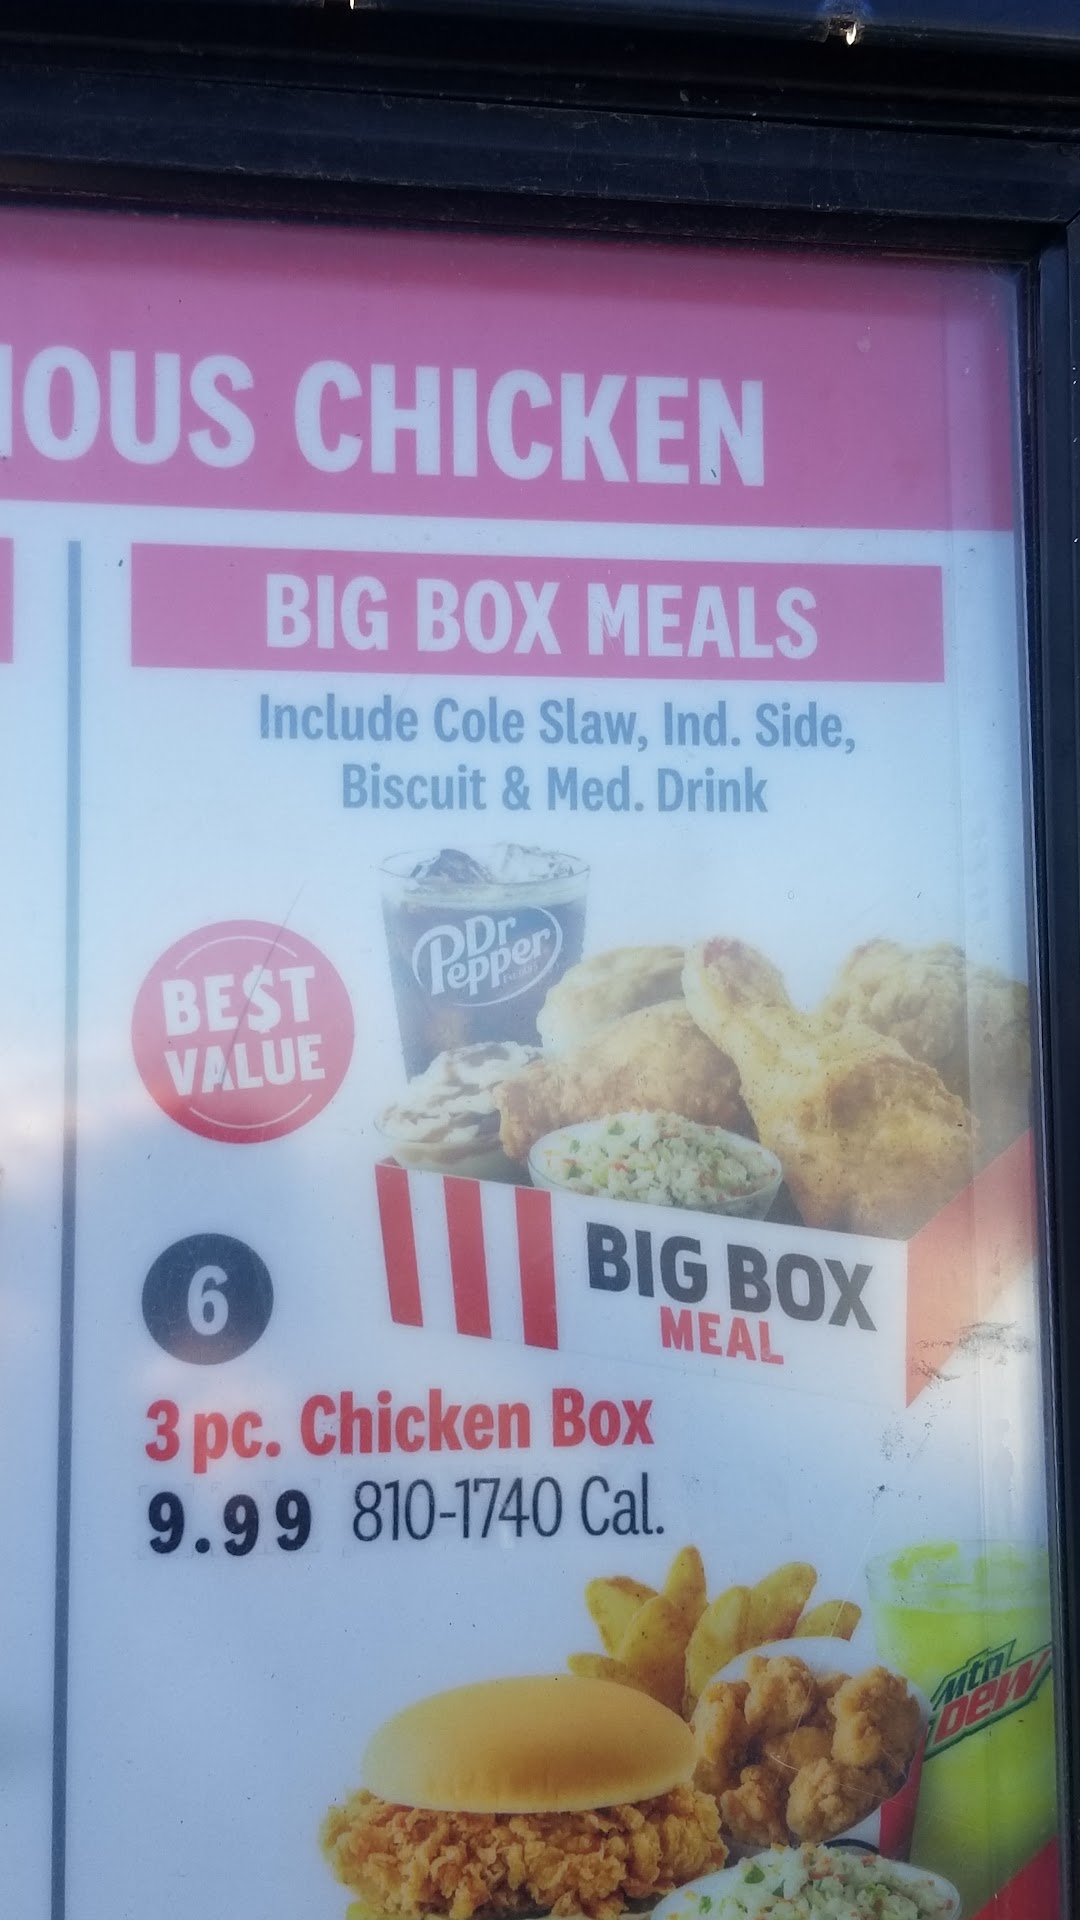 IOUS CHICKEN
BIG BOX MEALS
Include Cole Slaw, Ind. Side,
Biscuit & Med. Drink
Dr
Pepper
BE$T
VALUE
BIG BOX
MEAL
6
3 pc. Chicken Box
9.99 810-1740 Cal.
Mtn
DEW